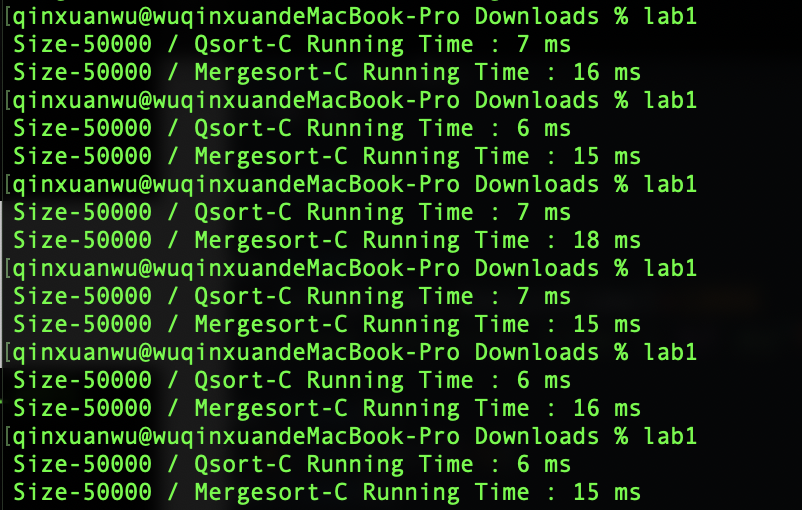 [qinxuanwu@wuqinxuandeMacBook-Pro Downloads % lab1
Size-50000 / Qsort-C Running Time : 7 ms
Size-50000 / Mergesort-C Running Time : 16 ms
[qinxuanwu@wuqinxuandeMacBook-Pro Downloads % lab1
Size-50000 / Qsort-C Running Time : 6 ms
Size-50000 / Mergesort-C Running Time : 15 ms
[qinxuanwu@wuqinxuandeMacBook-Pro Downloads % lab1
Size-50000 / Qsort-C Running Time : 7 ms
Size-50000 / Mergesort-C Running Time : 18 ms
[qinxuanwu@wuqinxuandeMacBook-Pro Downloads % lab1
Size-50000 / Qsort-C Running Time : 7 ms
Size-50000 / Mergesort-C Running Time : 15 ms
[qinxuanwu@wuqinxuandeMacBook-Pro Downloads % lab1
Size-50000 / Qsort-C Running Time : 6 ms
Size-50000 / Mergesort-C Running Time : 16 ms
[qinxuanwu@wuqinxuandeMacBook-Pro Downloads % lab1
Size-50000 / Qsort-C Running Time : 6 ms
Size-50000 / Mergesort-C Running Time : 15 ms